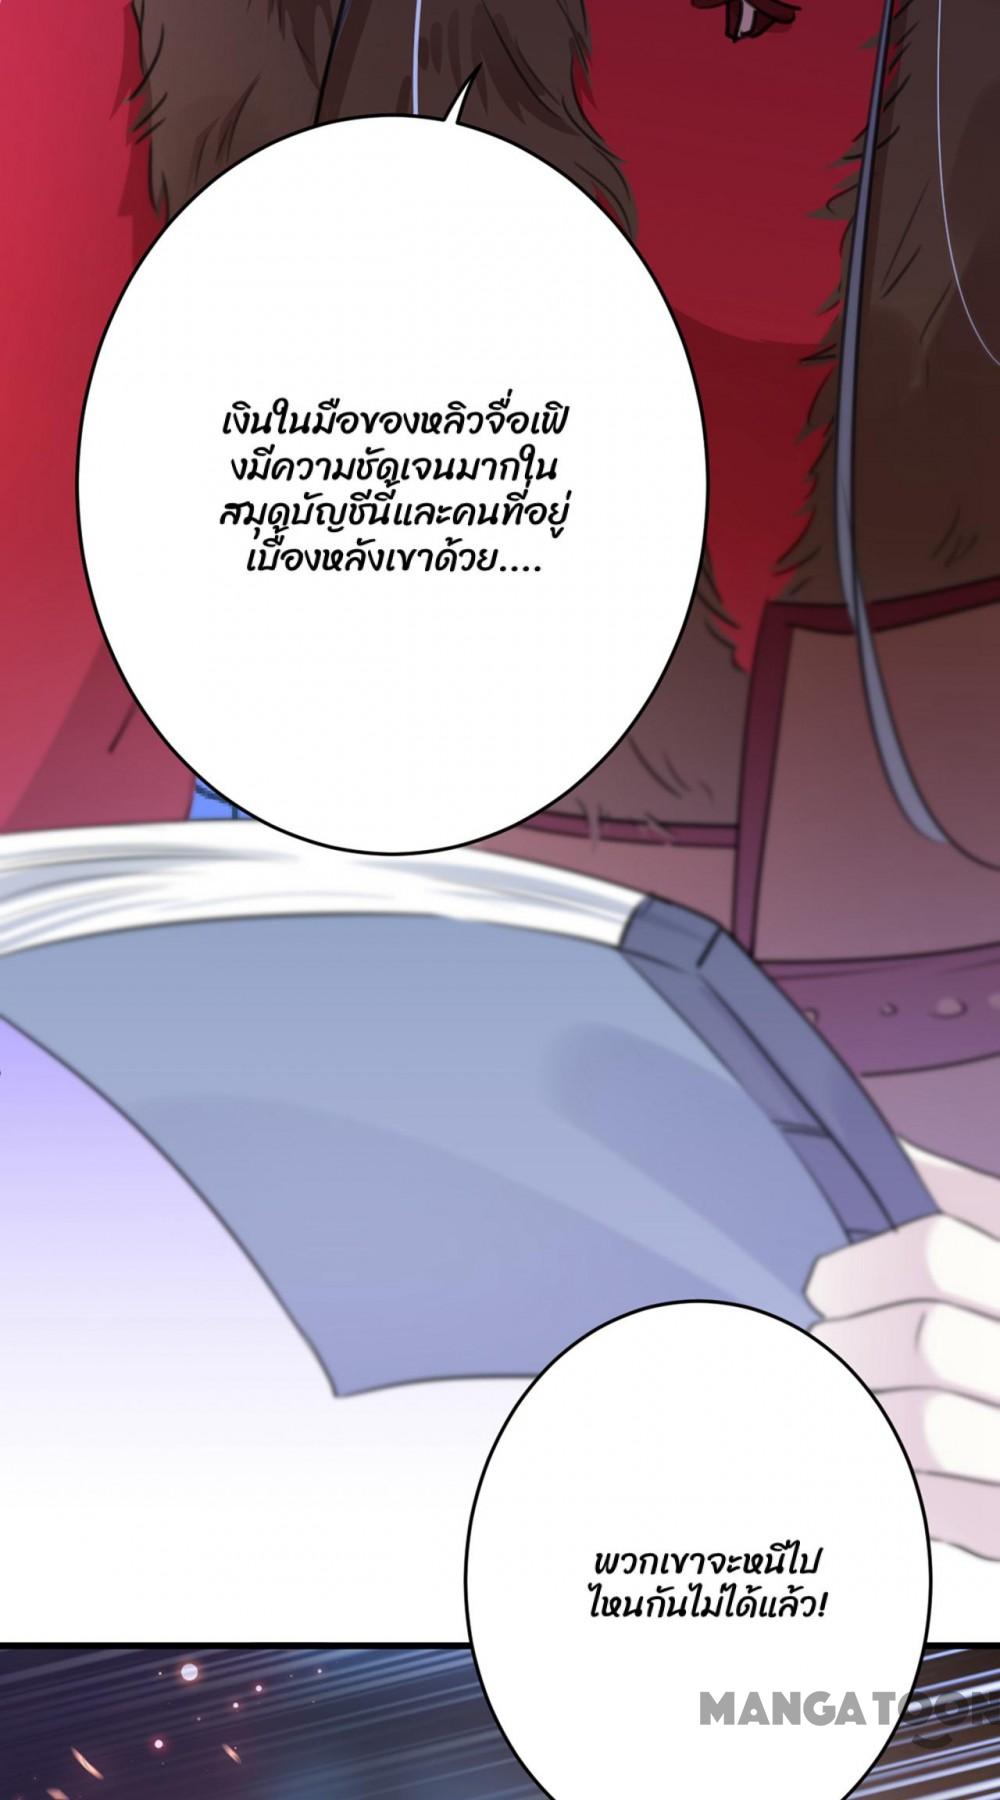 เงินในมือของหลิวจื่อเฟิ
งมีความชัดเจนมากใน
สมุดบัญชีนี้และคนที่อยู่
เบื้องหลังเขาด้วย....
พวกเขาจะหนีไป
ไหนกันไม่ได้แล้ว!
MANGATOON